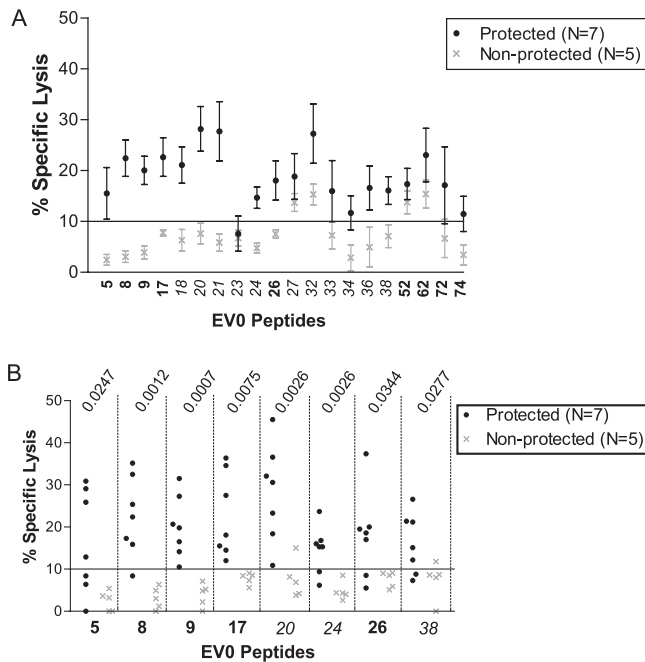 A
Protected (N=7)
Non-protected (N=5)
% Specific Lysis
50
40
30
20
10
0
5 8 9 17 18 20 21 23 24 26 27 32 33 34 36 38 52 62 72 74
EV0 Peptides
B
0.0247 0.0012 0.0007 0.0075 0.0026 0.0026 0.0344 0.0277
Protected (N=7)
Non-protected (N=5)
% Specific Lysis
50
40
30
20
10
0
5 8 9 17 20 24 26 38
EV0 Peptides